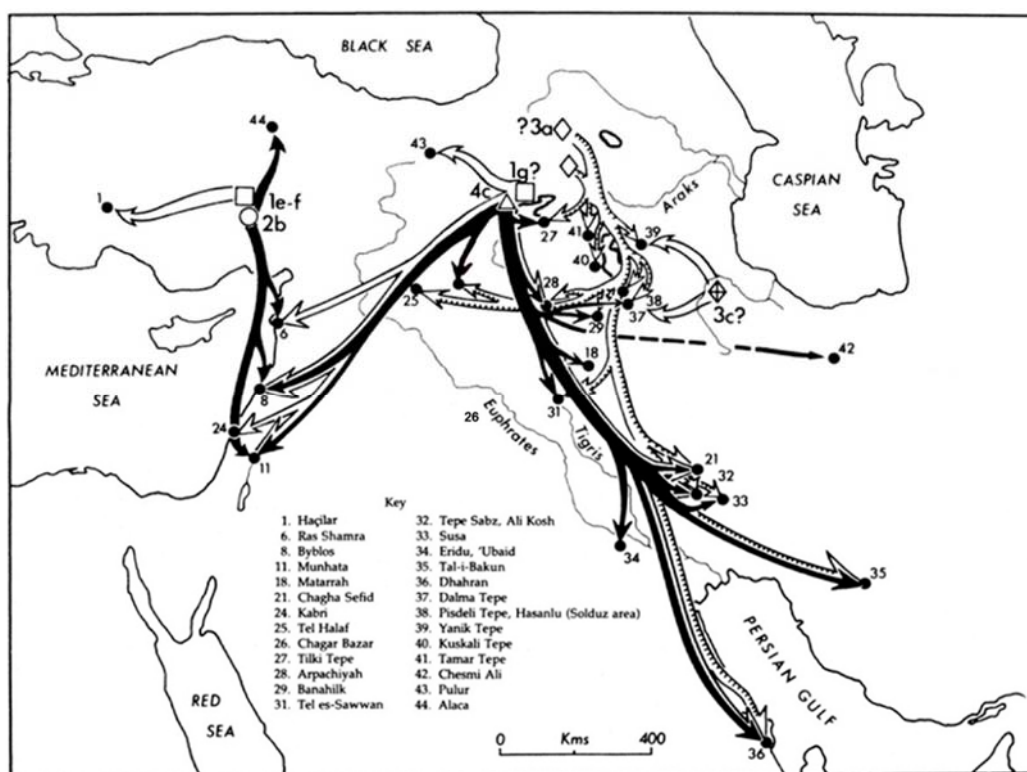 BLACK SEA
CASPIAN
SEA
MEDITERRANEAN
SEA
RED
SEA
PERSIAN GULF
Araks
Euphrates
Tigris
44
43
?3a
1g?
4c
1
1e-f
2b
27
41
39
40
28
25
37
38
29
3c?
6
18
42
8
31
26
24
11
21
32
33
34
35
36
Key
1. Haçilar
6. Ras Shamra
8. Byblos
11. Munhata
18. Matarrah
21. Chagha Sefid
24. Kabri
25. Tel Halaf
26. Chagar Bazar
27. Tilki Tepe
28. Arpachiyah
29. Banahilk
31. Tel es-Sawwan
32. Tepe Sabz, Ali Kosh
33. Susa
34. Eridu, 'Ubaid
35. Tal-i-Bakun
36. Dhahran
37. Dalma Tepe
38. Pisdeli Tepe, Hasanlu (Solduz area)
39. Yanik Tepe
40. Kuskali Tepe
41. Tamar Tepe
42. Chesmi Ali
43. Pulur
44. Alaca
0 Kms 400